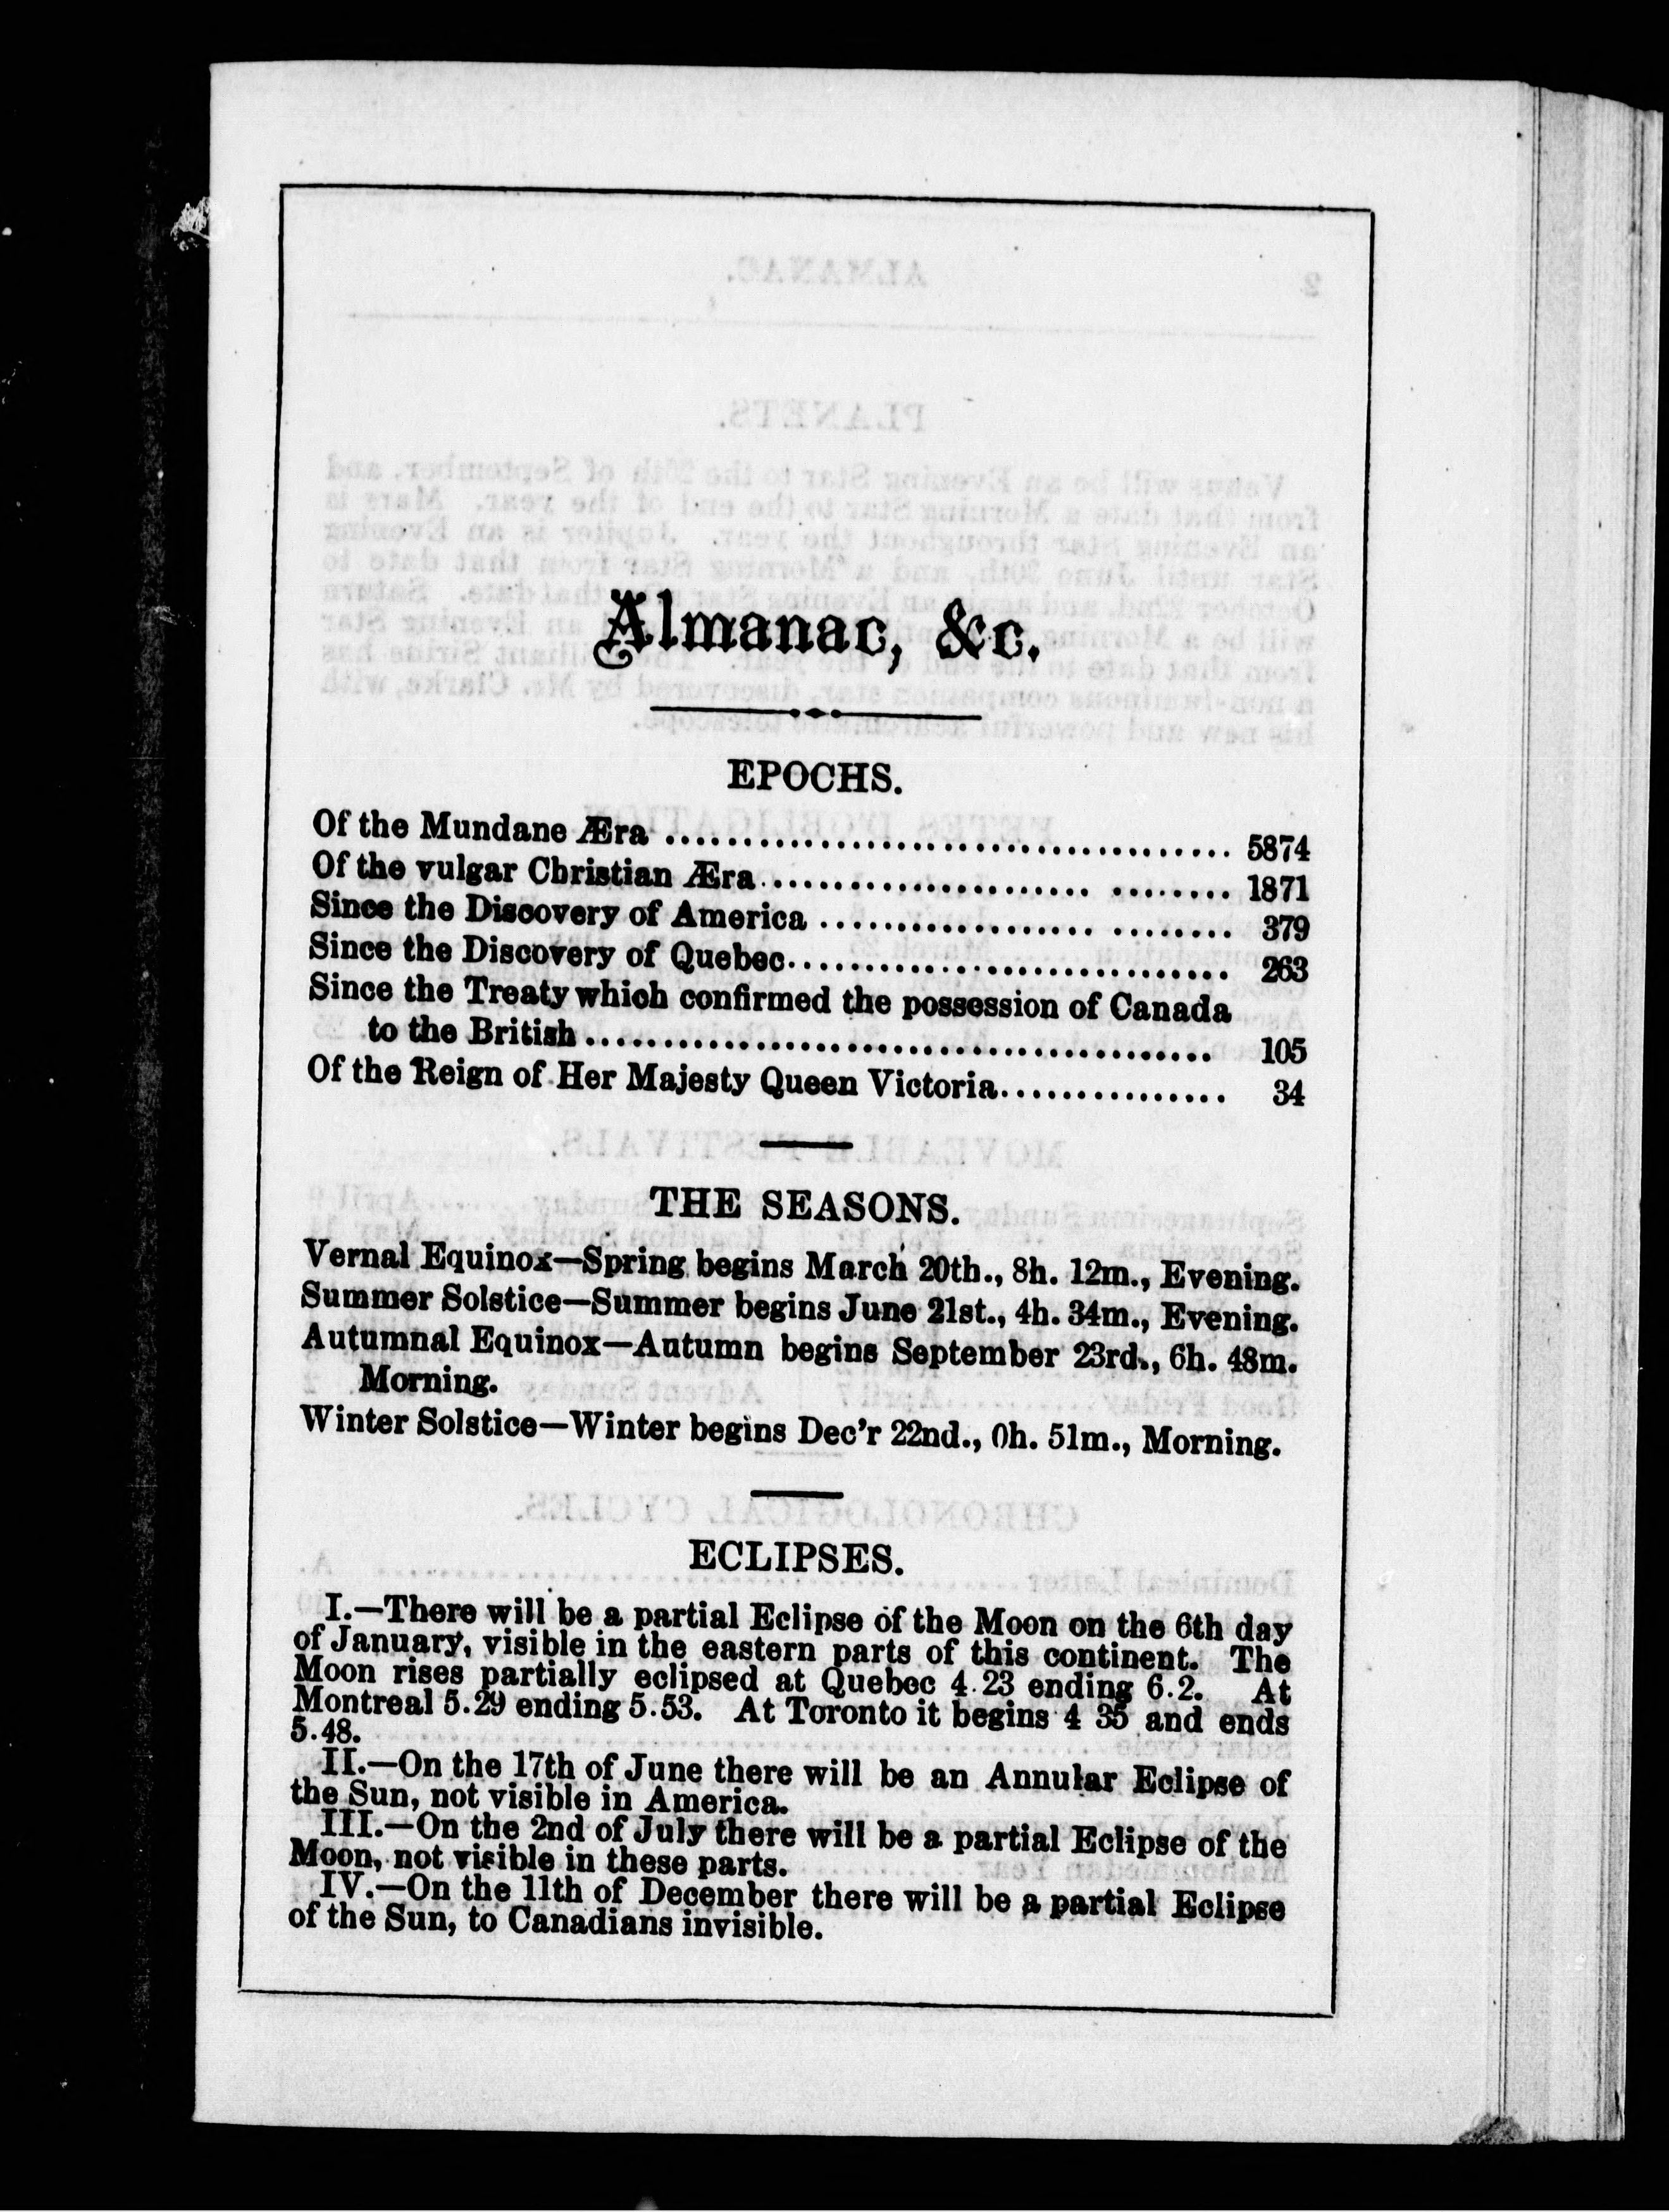 Almanac, &c.
EPOCHS.
Of the Mundane Æra ........................................ 5874
Of the vulgar Christian Æra ........................................ 1871
Since the Discovery of America ........................................ 379
Since the Discovery of Quebec........................................ 263
Since the Treaty which confirmed the possession of Canada
to the British ........................................ 105
Of the Reign of Her Majesty Queen Victoria............... 34
THE SEASONS.
Vernal Equinox—Spring begins March 20th., 8h. 12m., Evening.
Summer Solstice—Summer begins June 21st., 4h. 34m., Evening.
Autumnal Equinox—Autumn begins September 23rd., 6h. 48m.
Morning.
Winter Solstice—Winter begins Dec'r 22nd., 0h. 51m., Morning.
ECLIPSES.
I.—There will be a partial Eclipse of the Moon on the 6th day
of January, visible in the eastern parts of this continent. The
Moon rises partially eclipsed at Quebec 4.23 ending 6.2. At
Montreal 5.29 ending 5.53. At Toronto it begins 4 35 and ends
5.48.
II.—On the 17th of June there will be an Annular Eclipse of
the Sun, not visible in America.
III.—On the 2nd of July there will be a partial Eclipse of the
Moon, not visible in these parts.
IV.—On the 11th of December there will be a partial Eclipse
of the Sun, to Canadians invisible.